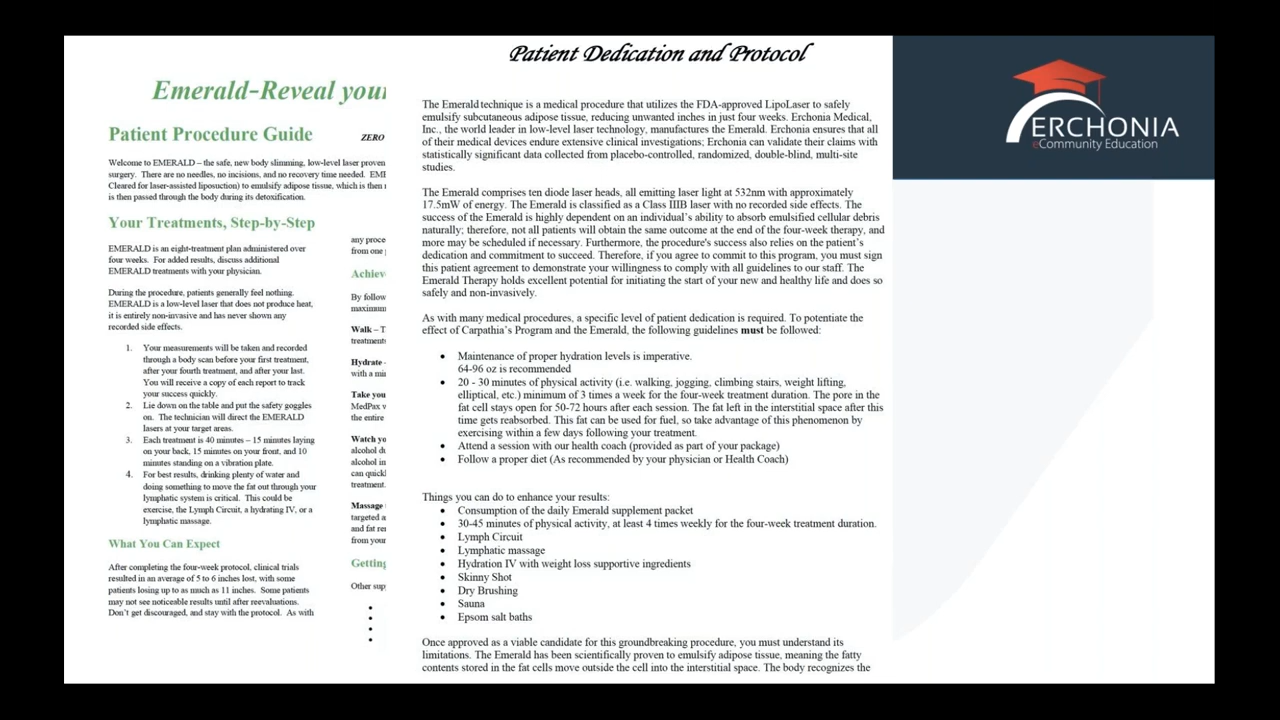 Emerald-Reveal your
Patient Procedure Guide
ZERO
Welcome to EMERALD – the safe, new body slimming, low-level laser proven
surgery. There are no needles, no incisions, and no recovery time needed.
Cleared for laser-assisted liposuction) to emulsify adipose tissue, which is then
is then passed through the body during its detoxification.
Your Treatments, Step-by-Step
EMERALD is an eight-treatment plan administered over
four weeks. For added results, discuss additional
EMERALD treatments with your physician.
During the procedure, patients generally feel nothing.
EMERALD is a low-level laser that does not produce heat,
it is entirely non-invasive and has never shown any
recorded side effects.
1. Your measurements will be taken and recorded
through a body scan before your first treatment,
after your fourth treatment, and after your last.
You will receive a copy of each report to track
your success quickly.
2. Lie down on the table and put the safety goggles
on. The technician will direct the EMERALD
lasers at your target areas.
3. Each treatment is 40 minutes – 15 minutes laying
on your back, 15 minutes on your front, and 10
minutes standing on a vibration plate.
4. For best results, drinking plenty of water and
doing something to move the fat out through your
lymphatic system is critical. This could be
exercise, the Lymph Circuit, a hydrating IV, or a
lymphatic massage.
What You Can Expect
After completing the four-week protocol, clinical trials
resulted in an average of 5 to 6 inches lost, with some
patients losing up to as much as 11 inches. Some patients
may not see noticeable results until after reevaluations.
Don't get discouraged, and stay with the protocol. As with
any proce
from one
Achiev
By follow
maximum
Walk – T
treatment
Hydrate -
with a mi
Take you
MedPax v
the entire
Watch yo
alcohol du
alcohol in
can quickl
treatment.
Massage
targeted a
and fat re
from your
Getting
Other sup
•
•
•
•
Patient Dedication and Protocol
The Emerald technique is a medical procedure that utilizes the FDA-approved LipoLaser to safely
emulsify subcutaneous adipose tissue, reducing unwanted inches in just four weeks. Erchonia Medical,
Inc., the world leader in low-level laser technology, manufactures the Emerald. Erchonia ensures that all
of their medical devices endure extensive clinical investigations; Erchonia can validate their claims with
statistically significant data collected from placebo-controlled, randomized, double-blind, multi-site
studies.
The Emerald comprises ten diode laser heads, all emitting laser light at 532nm with approximately
17.5mW of energy. The Emerald is classified as a Class IIIB laser with no recorded side effects. The
success of the Emerald is highly dependent on an individual's ability to absorb emulsified cellular debris
naturally; therefore, not all patients will obtain the same outcome at the end of the four-week therapy, and
more may be scheduled if necessary. Furthermore, the procedure's success also relies on the patient's
dedication and commitment to succeed. Therefore, if you agree to commit to this program, you must sign
this patient agreement to demonstrate your willingness to comply with all guidelines to our staff. The
Emerald Therapy holds excellent potential for initiating the start of your new and healthy life and does so
safely and non-invasively.
As with many medical procedures, a specific level of patient dedication is required. To potentiate the
effect of Carpathia's Program and the Emerald, the following guidelines must be followed:
• Maintenance of proper hydration levels is imperative.
64-96 oz is recommended
• 20 - 30 minutes of physical activity (i.e. walking, jogging, climbing stairs, weight lifting,
elliptical, etc.) minimum of 3 times a week for the four-week treatment duration. The pore in the
fat cell stays open for 50-72 hours after each session. The fat left in the interstitial space after this
time gets reabsorbed. This fat can be used for fuel, so take advantage of this phenomenon by
exercising within a few days following your treatment.
• Attend a session with our health coach (provided as part of your package)
• Follow a proper diet (As recommended by your physician or Health Coach)
Things you can do to enhance your results:
• Consumption of the daily Emerald supplement packet
• 30-45 minutes of physical activity, at least 4 times weekly for the four-week treatment duration.
• Lymph Circuit
• Lymphatic massage
• Hydration IV with weight loss supportive ingredients
• Skinny Shot
• Dry Brushing
• Sauna
• Epsom salt baths
Once approved as a viable candidate for this groundbreaking procedure, you must understand its
limitations. The Emerald has been scientifically proven to emulsify adipose tissue, meaning the fatty
contents stored in the fat cells move outside the cell into the interstitial space. The body recognizes the
ERCHONIA
eCommunity Education